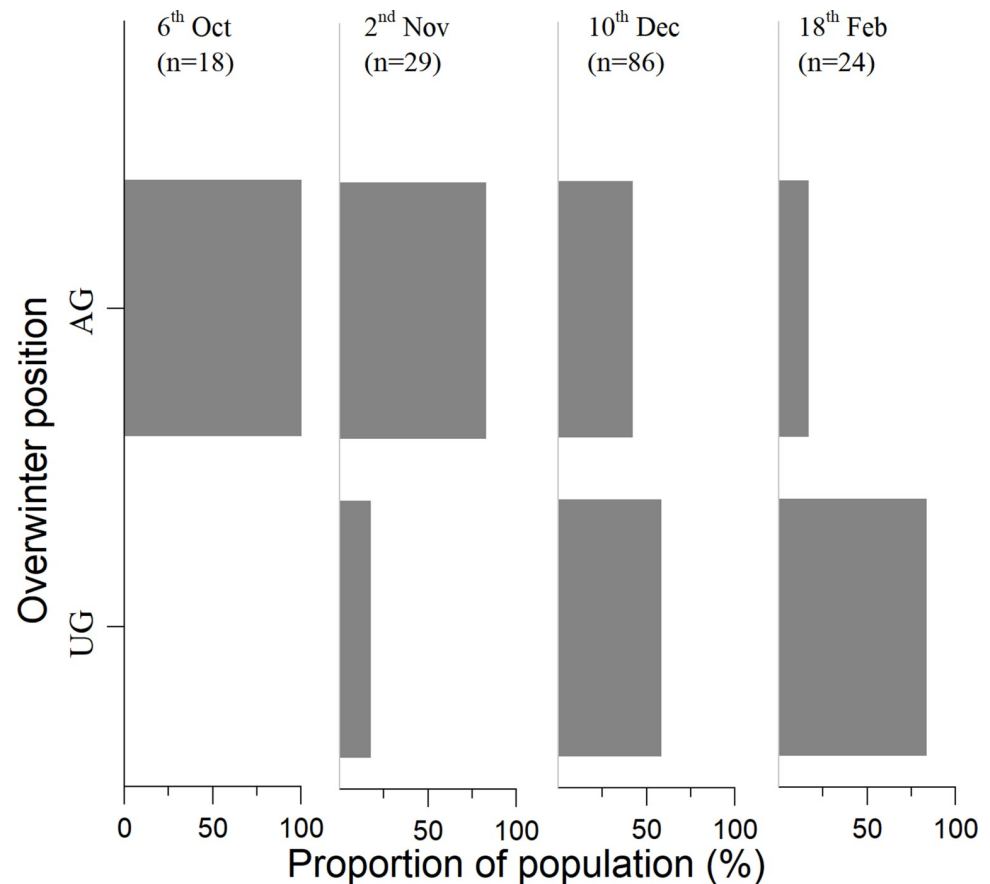 6th Oct
(n=18)
2nd Nov
(n=29)
10th Dec
(n=86)
18th Feb
(n=24)
Overwinter position
AG
UG
0 50 100
50 100
50 100
50 100
Proportion of population (%)